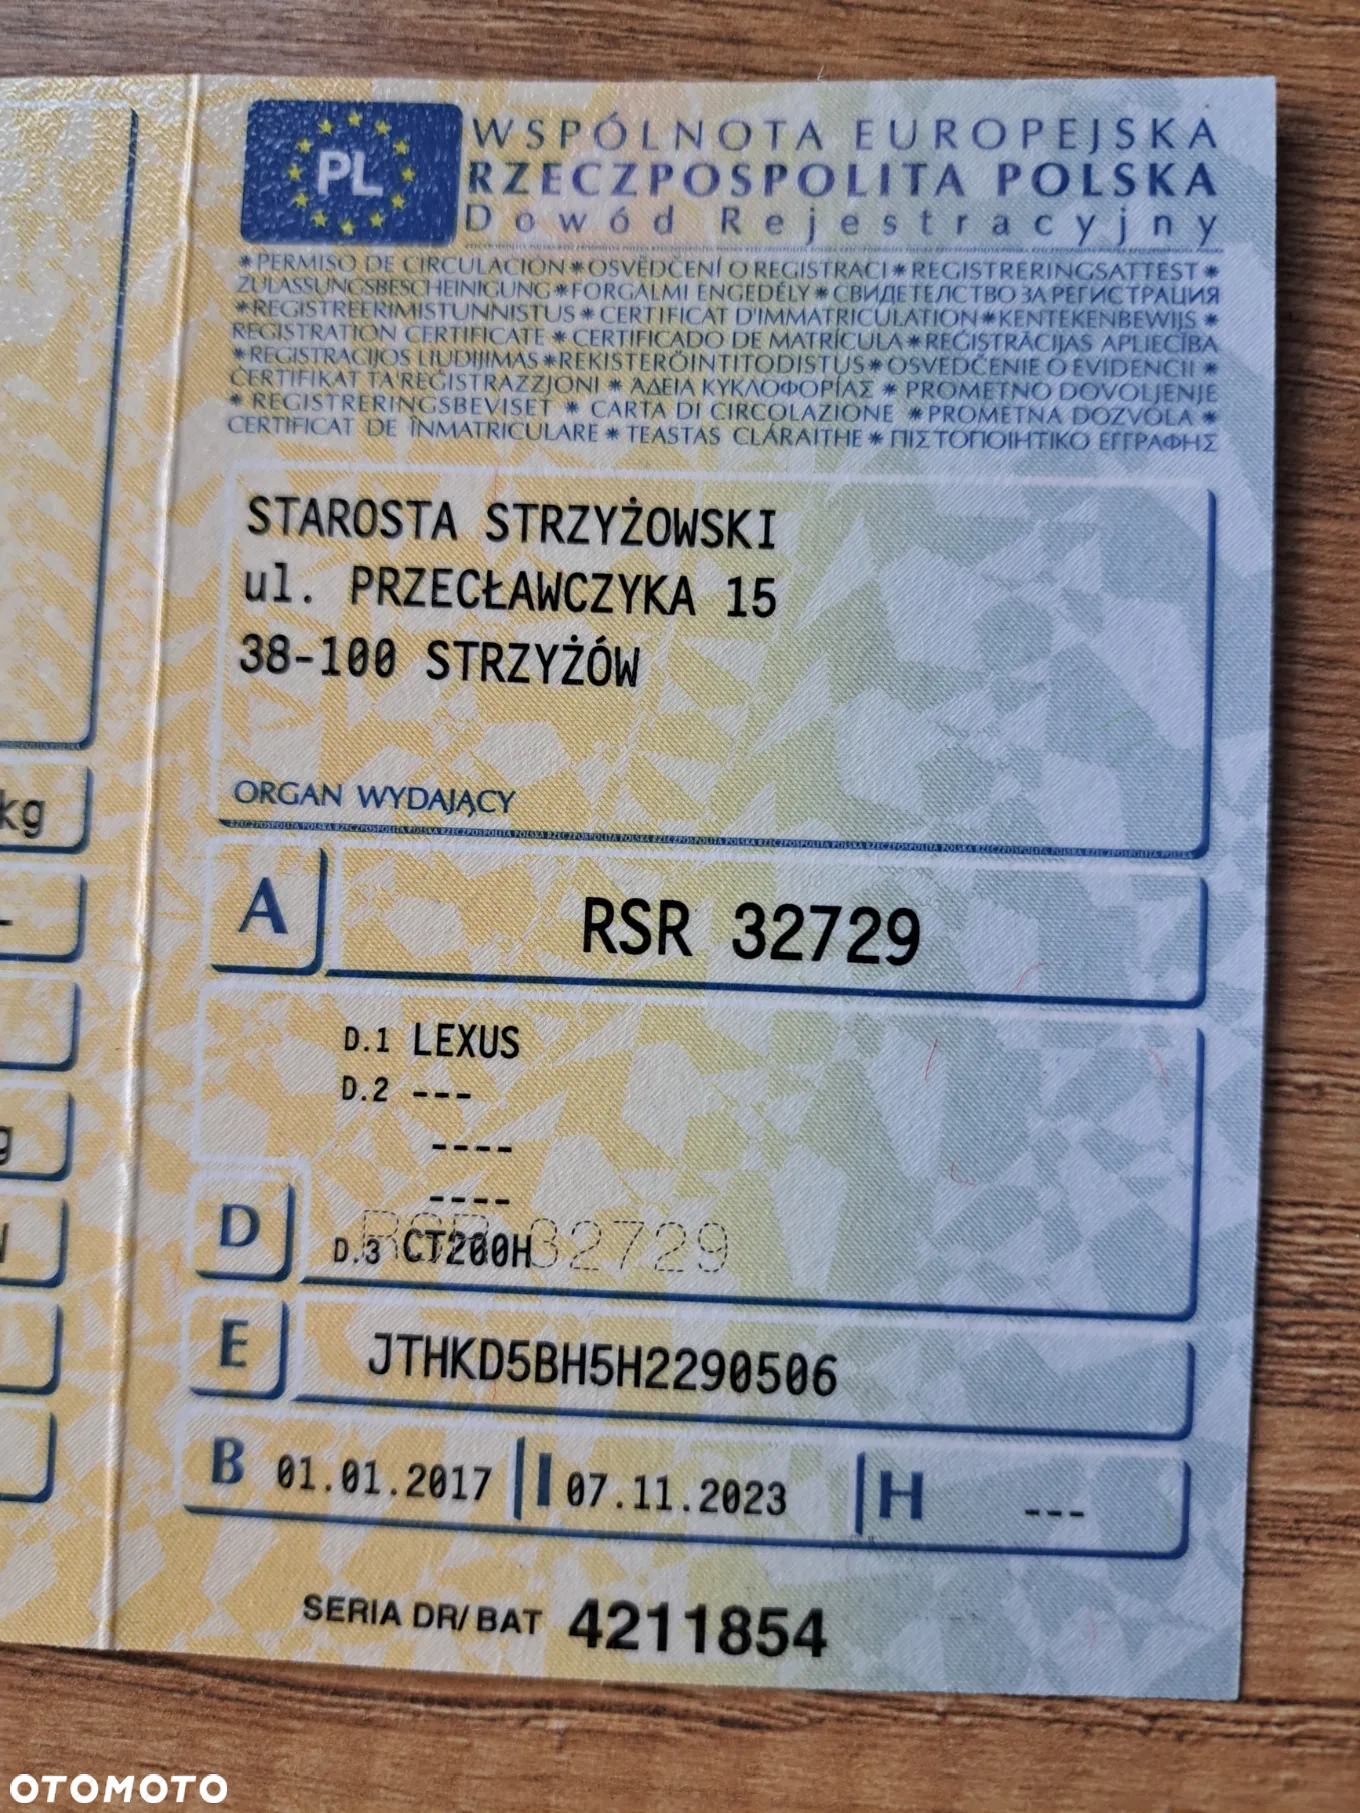 PL
WSPÓLNOTA EUROPEJSKA
RZECZPOSPOLITA POLSKA
Dowód Rejestracyjny
*PERMISO DE CIRCULACIÓN*OSVĚDČENÍ O REGISTRACI*REGISTRERINGSATTEST*
ZULASSUNGSBESCHEINIGUNG*FORGALMI ENGEDÉLY*СВИДЕТЕЛСТВО ЗА РЕГИСТРАЦИЯ
*REGISTREERIMISTUNNISTUS*CERTIFICAT D'IMMATRICULATION*KENTEKENBEWIJS*
REGISTRATION CERTIFICATE*CERTIFICADO DE MATRÍCULA*REĢISTRĀCIJAS APLIECĪBA
*REGISTRACIJOS LIUDIJIMAS*REKISTERÖINTITODISTUS*OSVEDČENIE O EVIDENCII*
ĊERTIFIKAT TA'REĠISTRAZZJONI*ΑΔΕΙΑ ΚΥΚΛΟΦΟΡΙΑΣ*PROMETNO DOVOLJENJE
*REGISTRERINGSBEVISET*CARTA DI CIRCOLAZIONE*PROMETNA DOZVOLA*
CERTIFICAT DE ÎNMATRICULARE*TEASTAS CLÁRAITHE*ΠΙΣΤΟΠΟΙΗΤΙΚΟ ΕΓΓΡΑΦΗΣ
STAROSTA STRZYŻOWSKI
ul. PRZECŁAWCZYKA 15
38-100 STRZYŻÓW
ORGAN WYDAJĄCY
kg
A RSR 32729
D.1 LEXUS
D.2 ---
----
g
----
D D.3 CT200H
RSR 32729
E JTHKD5BH5H2290506
B 01.01.2017 I 07.11.2023 H ---
SERIA DR/BAT 4211854
OTOMOTO